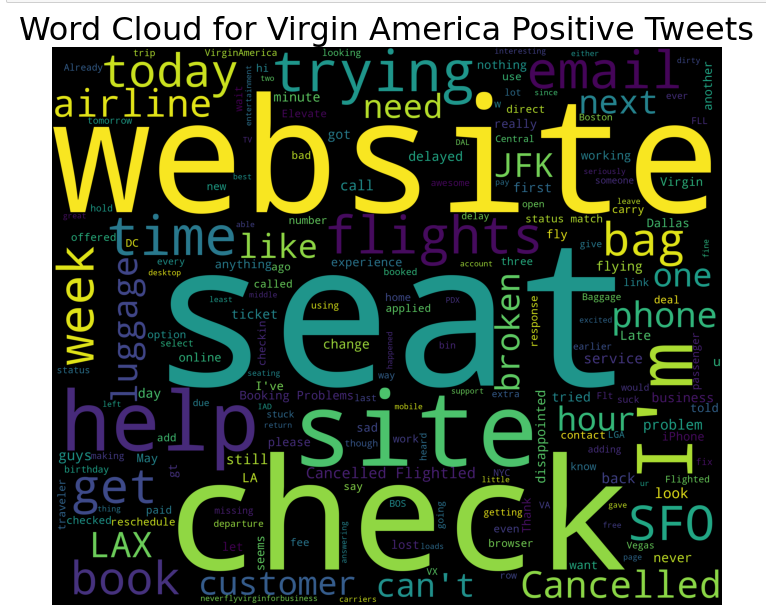 Word Cloud for Virgin America Positive Tweets
trip VirginAmerica looking interesting either dirty
Already today trying nothing email another
hi use
two lot since ever
airline wait entertainment minute need w next
Elevate direct Boston FLL
tomorrow got really Central working
TV DAL JFK
website
bad delayed seriously
new best call awesome pay first someone Virgin
hold number open leave carry
great able delay status match Dallas
time like flights fly bag fine
offered DC give
every anything ago experience three flying one
desktop called booked account link
week luggage seat
least middle home PDX Baggage deal
using applied response phone
option ticket bin earlier Late
select checkin change happened broken service passenger
online way
status seating u
I've support Flt would
day Booking Problems last extra tried suck business
left due IAD mobile told
help site hour I'm
stuck return contact LGA iPhone
add please sad work heard disappointed problem
guys making May though adding fix
still Cancelled Flightled NYC know back Flighted
birthday gt little ur
get LA say look
thing paid missing BOS going Thank VA gave
traveler checked reschedule departure getting free SFO
check
let even Vegas never
LAX seems fee lost loads browser page
answering want
VX row
book customer can't Cancelled
neverflyvirginforbusiness carriers